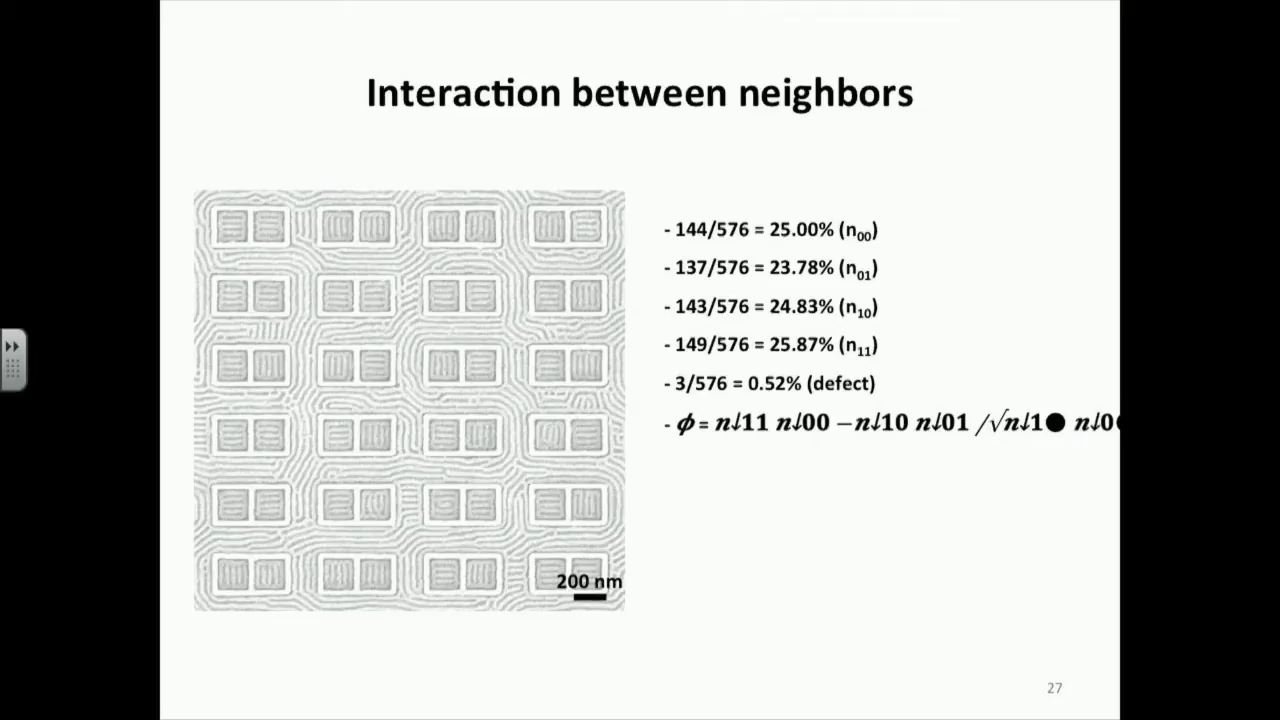 Interaction between neighbors
- 144/576 = 25.00% (n00)
- 137/576 = 23.78% (n01)
- 143/576 = 24.83% (n10)
- 149/576 = 25.87% (n11)
- 3/576 = 0.52% (defect)
- ϕ = n↓11 n↓00 −n↓10 n↓01 /√n↓1● n↓0
200 nm
27